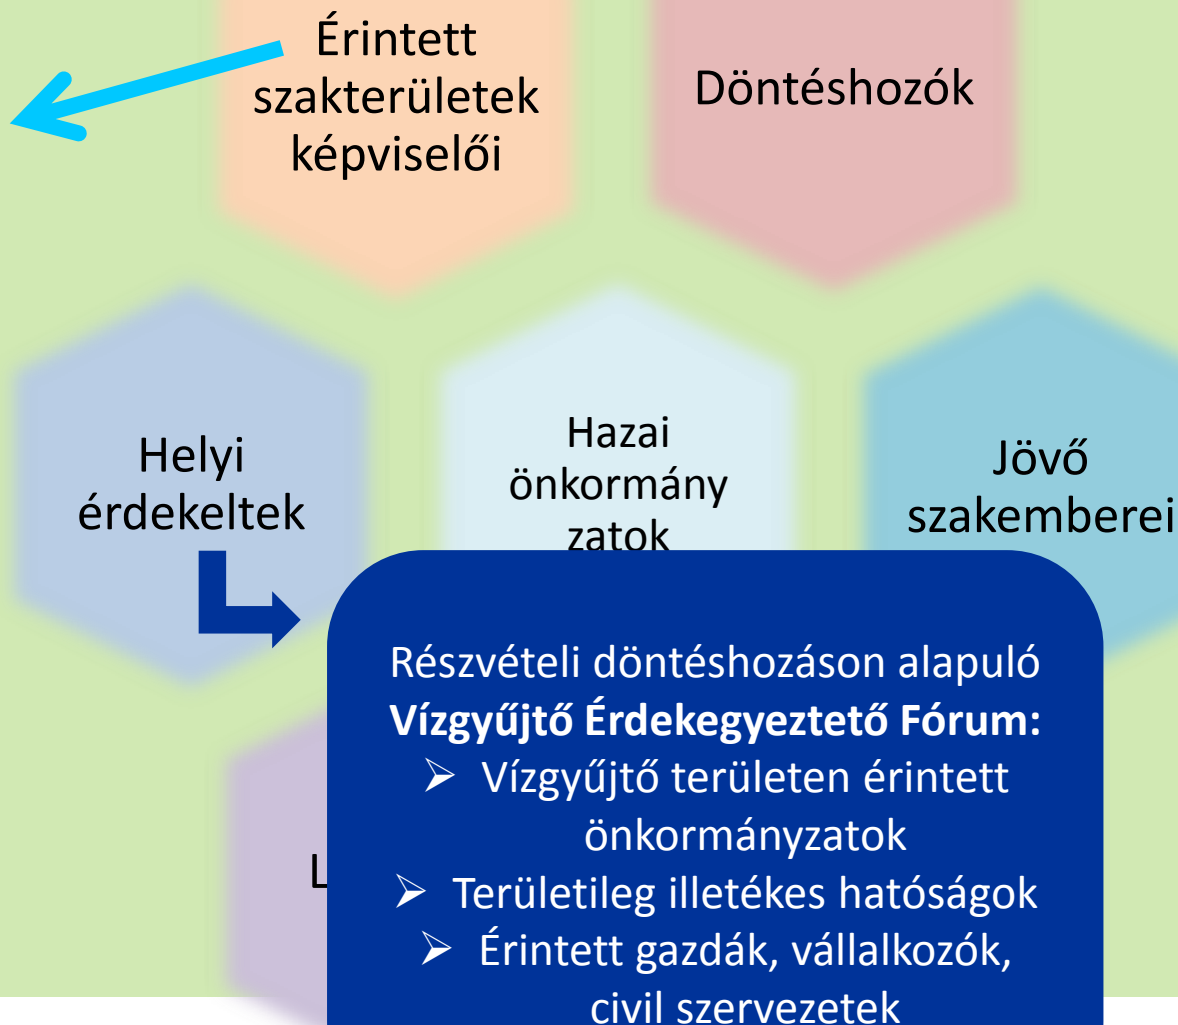 Érintett
szakterületek
képviselői
Döntéshozók
Helyi
érdekeltek
Hazai
önkormány
zatok
Jövő
szakemberei
Részvételi döntéshozáson alapuló
Vízgyűjtő Érdekegyeztető Fórum:
➢ Vízgyűjtő területen érintett
önkormányzatok
➢ Területileg illetékes hatóságok
➢ Érintett gazdák, vállalkozók,
civil szervezetek